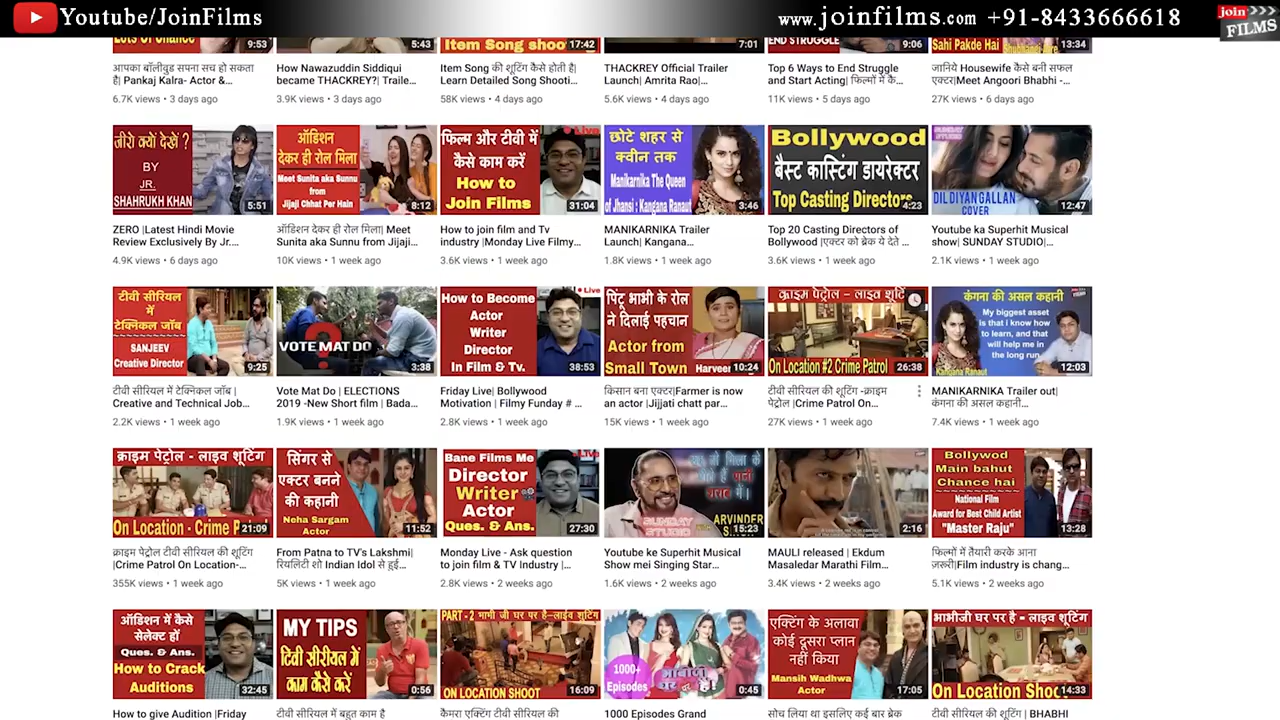 Youtube/JoinFilms
www.joinfilms.com +91-8433666618
join
FILMS
9:53
5:43
Item Song shoo
17:42
7:01
END STRUGGLE
9:06
Sahi Pakde Hai
13:34
आपका बॉलीवुड सपना सच हो सकता
है| Pankaj Kalra- Actor &...
6.7K views • 3 days ago
How Nawazuddin Siddiqui
became THACKREY?| Traile...
3.9K views • 3 days ago
Item Song की शूटिंग कैसे होती है|
Learn Detailed Song Shooti...
58K views • 4 days ago
THACKREY Official Trailer
Launch| Amrita Rao|...
5.6K views • 4 days ago
Top 6 Ways to End Struggle
and Start Acting| फिल्मों में कै...
11K views • 5 days ago
जानिये Housewife कैसे बनी सफल
एक्टर|Meet Angoori Bhabhi -...
27K views • 6 days ago
जीरो क्यों देखें ?
BY
JR.
SHAHRUKH KHAN
5:51
ऑडिशन
देकर ही रोल मिला
Meet Sunita aka Sunnu
from
Jijaji Chhat Per Hain
8:12
फिल्म और टीवी में
कैसे काम करें
How to
Join Films
Live
31:04
छोटे शहर से
क्वीन तक
Manikarnika The Queen
of Jhansi : Kangana Ranaut
3:46
Bollywood
बैस्ट कास्टिंग डायरेक्टर
Top Casting Directors
4:23
SUNDAY
STUDIO
DIL DIYAN GALLAN
COVER
12:47
ZERO |Latest Hindi Movie
Review Exclusively By Jr....
4.9K views • 6 days ago
ऑडिशन देकर ही रोल मिला| Meet
Sunita aka Sunnu from Jijaji...
10K views • 1 week ago
How to join film and Tv
industry |Monday Live Filmy...
3.6K views • 1 week ago
MANIKARNIKA Trailer
Launch| Kangana...
1.8K views • 1 week ago
Top 20 Casting Directors of
Bollywood |एक्टर को ब्रेक या देते ...
3.6K views • 1 week ago
Youtube ka Superhit Musical
show| SUNDAY STUDIO|...
2.1K views • 1 week ago
टीवी सीरियल
में
टेक्निकल जॉब
SANJEEV
Creative Director
9:25
VOTE MAT DO
?
3:38
How to Become
Actor
Writer
Director
In Film & Tv.
Live
38:53
पिंटू भाभी के रोल
ने दिलाई पहचान
Actor from
Small Town
Harvee
10:24
क्राइम पेट्रोल - लाइव शूटिं
On Location #2 Crime Patrol
26:38
कंगना की असल कहानी
My biggest asset
is that i know how
to learn, and that
will help me in
the long run
Kangana Ranaut
12:03
टीवी सीरियल में टेक्निकल जॉब |
Creative and Technical Job...
2.2K views • 1 week ago
Vote Mat Do | ELECTIONS
2019 -New Short film | Bada...
1.9K views • 1 week ago
Friday Live| Bollywood
Motivation | Filmy Funday # ...
2.8K views • 1 week ago
किसान बना एक्टर|Farmer is now
an actor |Jijjati chatt par...
15K views • 1 week ago
टीवी सीरियल की शूटिंग -क्राइम
पेट्रोल |Crime Patrol On...
27K views • 1 week ago
MANIKARNIKA Trailer out|
कंगना की असल कहानी...
7.4K views • 1 week ago
क्राइम पेट्रोल - लाइव शूटिंग
On Location - Crime P
21:09
सिंगर से
एक्टर बनने
की कहानी
Neha Sargam
Actor
11:52
Bane Films Me
Director
Writer
Actor
Ques. & Ans.
27:30
SUNDAY
STUDIO
ARVINDER
15:23
2:16
Bollywod
Main bahut
Chance hai
National Film
Award for Best Child Artist
"Master Raju"
13:28
क्राइम पेट्रोल टीवी सीरियल की शूटिंग
|Crime Patrol On Location-...
355K views • 1 week ago
From Patna to TV's Lakshmi|
रियलिटी शो Indian Idol से हुई...
5K views • 1 week ago
Monday Live - Ask question
to join film & TV Industry |...
2.8K views • 2 weeks ago
Youtube ke Superhit Musical
Show mei Singing Star...
1.6K views • 2 weeks ago
MAULI released | Ekdum
Masaledar Marathi Film...
3.4K views • 2 weeks ago
फिल्मों में तैयारी करके आना
ज़रूरी|Film industry is chang...
5.1K views • 2 weeks ago
ऑडिशन में कैसे
सेलेक्ट हों
Ques. & Ans.
How to Crack
Auditions
32:45
MY TIPS
टिवी सीरीयल में
काम कैसे करें
0:56
PART - 2 भाभी जी घर पर है-लाईव शूटिंग
ON LOCATION SHOOT
16:09
1000+
Episodes
0:45
एक्टिंग के अलावा
कोई दूसरा प्लान
नहीं किया
Mansih Wadhwa
Actor
17:05
भाभीजी घर पर है - लाइव शूटिंग
On Location Shoot
14:33
How to give Audition |Friday
टीवी सीरियल में बहुत काम है
कैमरा एक्टिंग टीवी सीरियल की
1000 Episodes Grand
सोच लिया था इसलिए कई बार ब्रेक
टीवी सीरियल की शूटिंग | BHABHI